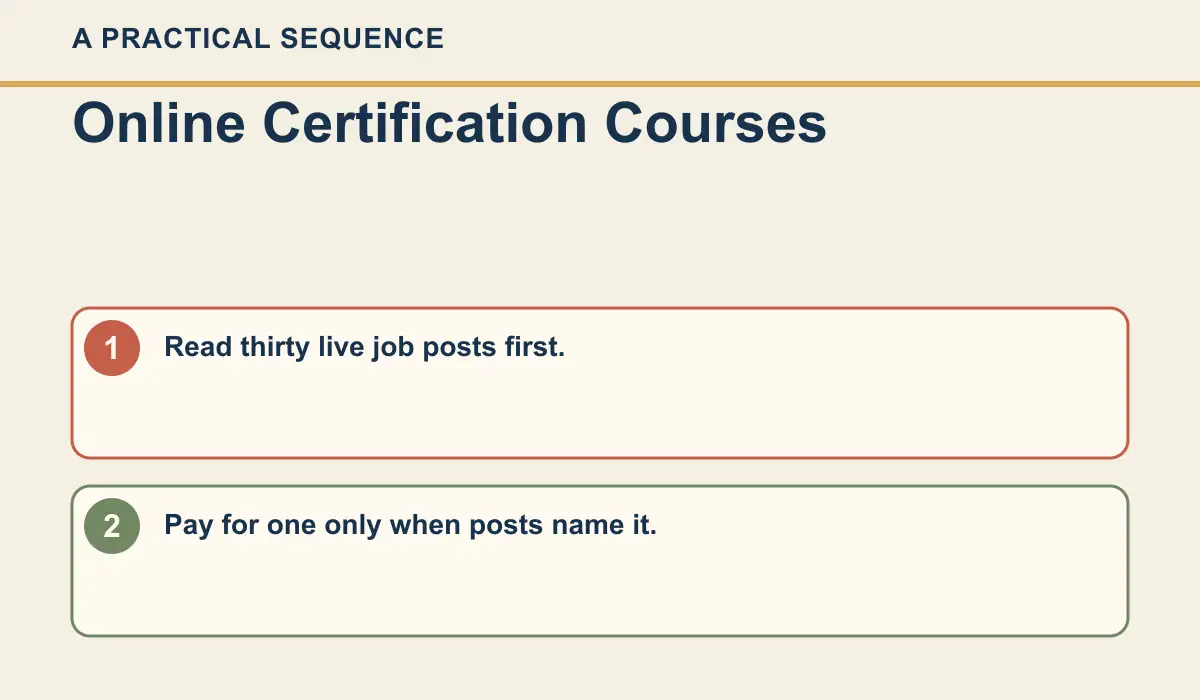 A PRACTICAL SEQUENCE
Online Certification Courses
1
Read thirty live job posts first.
2
Pay for one only when posts name it.